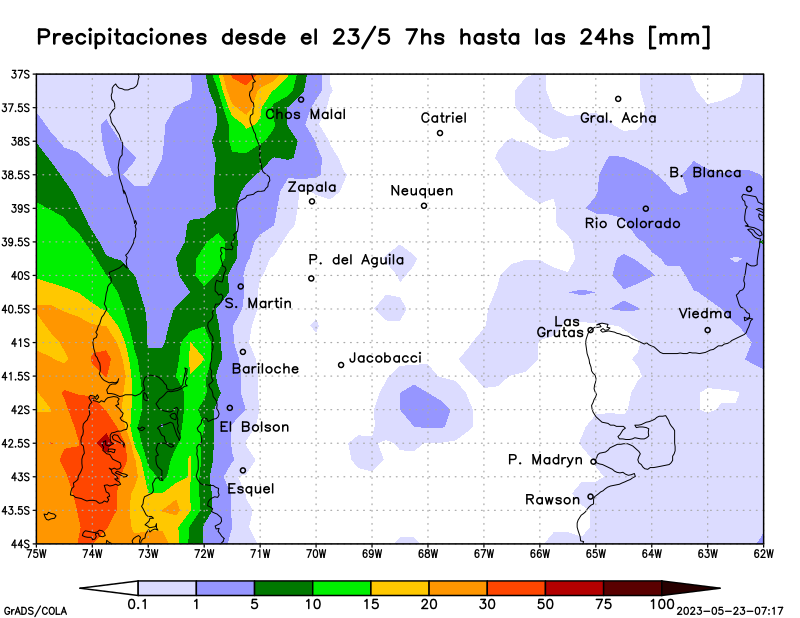 Precipitaciones desde el 23/5 7hs hasta las 24hs [mm]
37S
37.5S
38S
38.5S
39S
39.5S
40S
40.5S
41S
41.5S
42S
42.5S
43S
43.5S
44S
Chos Malal
Catriel
Gral. Acha
B. Blanca
Zapala
Neuquen
Rio Colorado
P. del Aguila
S. Martin
Viedma
Las
Grutas
Bariloche
Jacobacci
El Bolson
P. Madryn
Esquel
Rawson
75W 74W 73W 72W 71W 70W 69W 68W 67W 66W 65W 64W 63W 62W
0.1 1 5 10 15 20 30 50 75 100
GrADS/COLA
2023-05-23-07:17